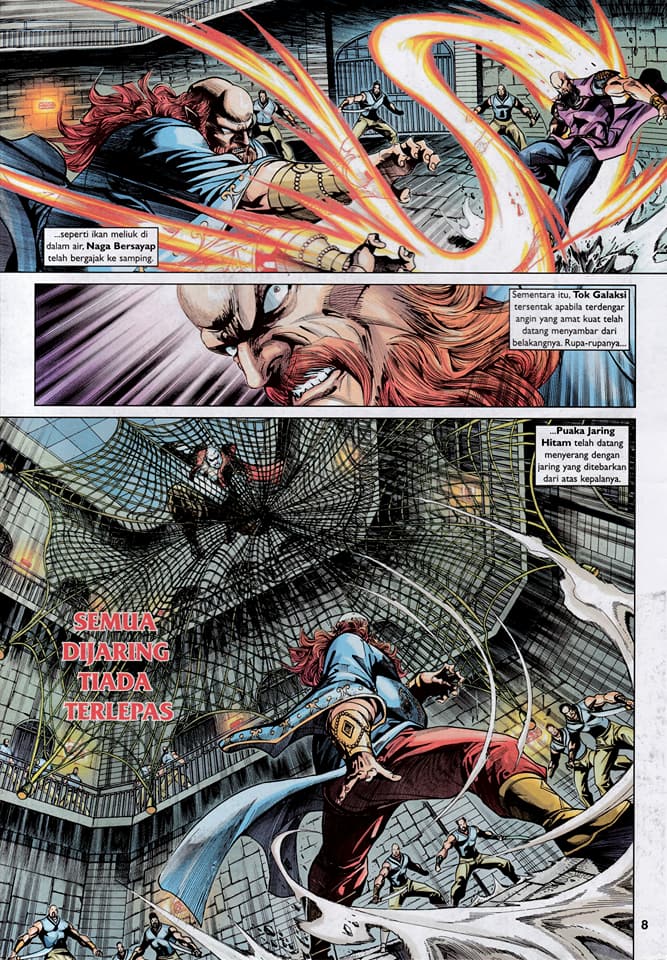 ...seperti ikan meliuk di
dalam air, Naga Bersayap
telah bergajak ke samping.
Sementara itu, Tok Galaksi
tersentak apabila terdengar
angin yang amat kuat telah
datang menyambar dari
belakangnya. Rupa-rupanya...
...Puaka Jaring
Hitam telah datang
menyerang dengan
jaring yang ditebarkan
dari atas kepalanya.
SEMUA
DIJARING
TIADA
TERLEPAS
8